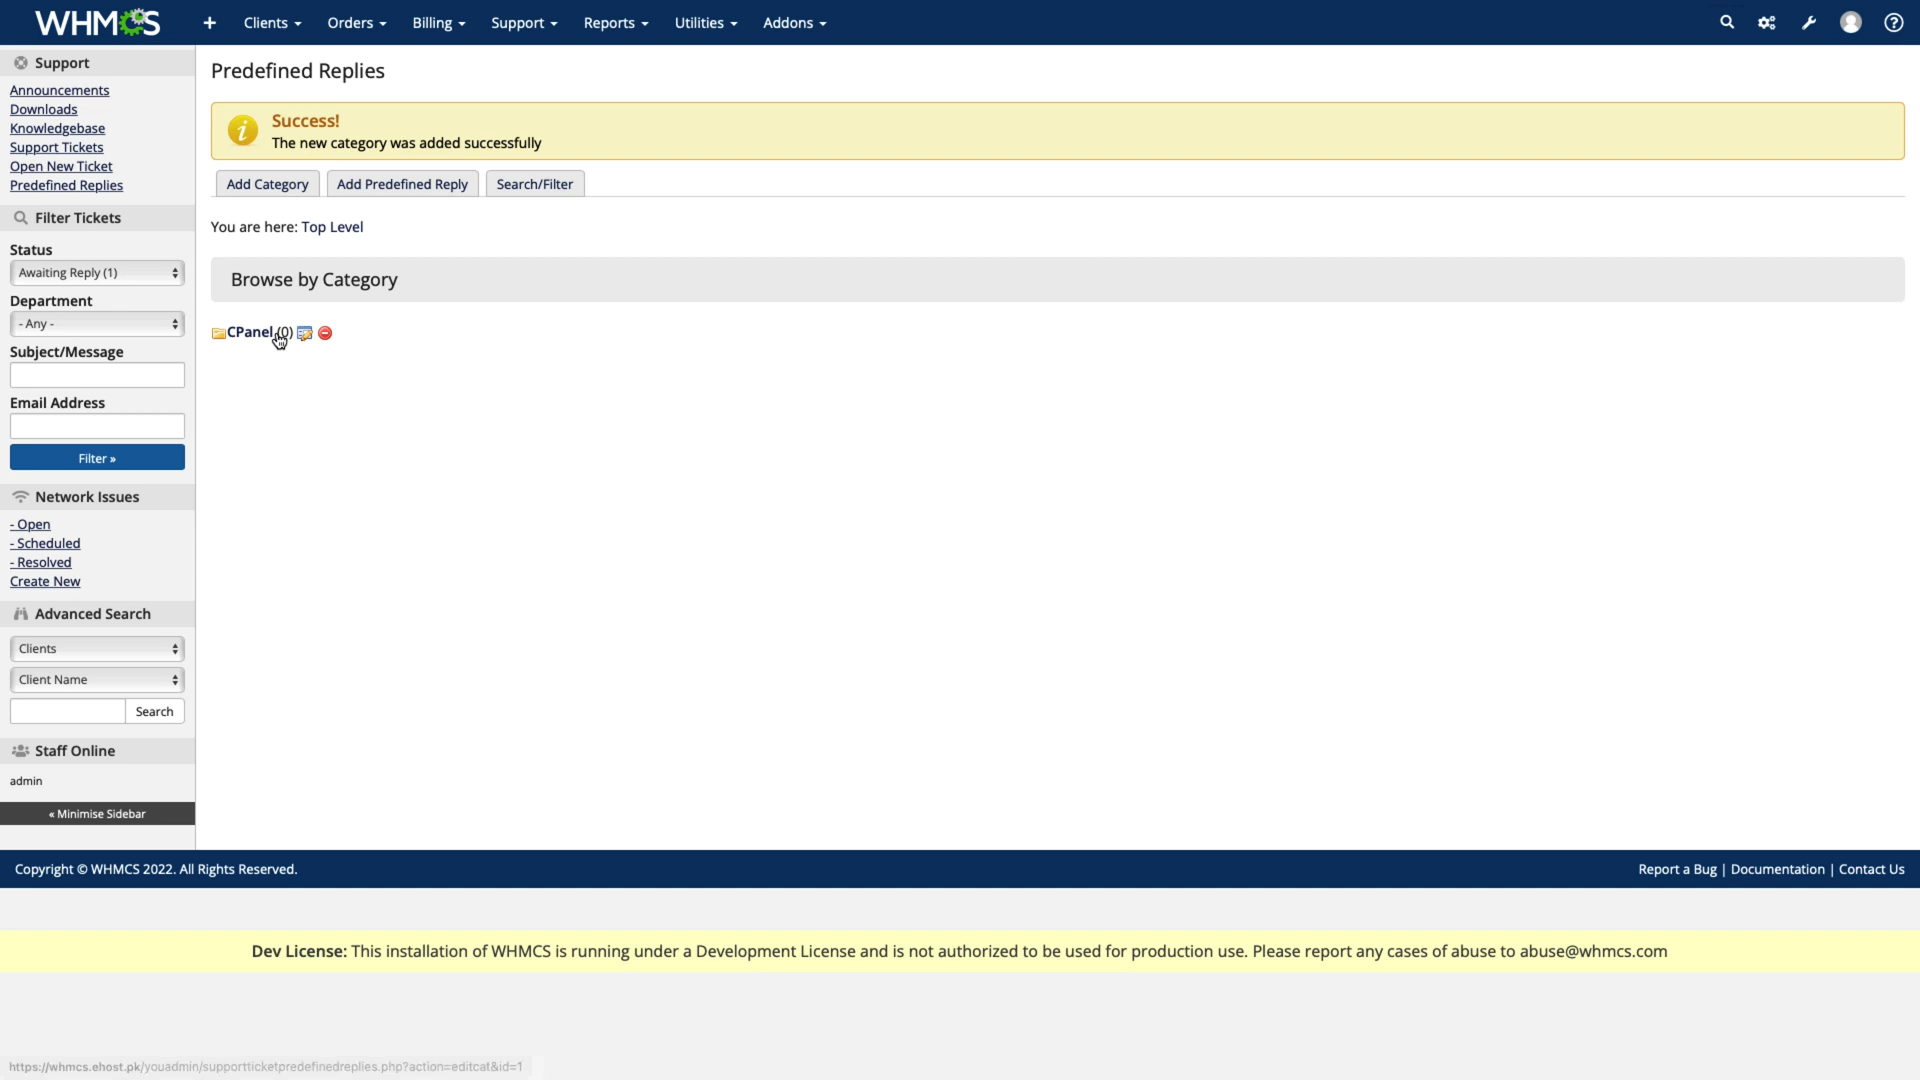 WHMCS
+ Clients Orders Billing Support Reports Utilities Addons
Support
Announcements
Downloads
Knowledgebase
Support Tickets
Open New Ticket
Predefined Replies
Filter Tickets
Status
Awaiting Reply (1)
Department
- Any -
Subject/Message
Email Address
Filter »
Network Issues
- Open
- Scheduled
- Resolved
Create New
Advanced Search
Clients
Client Name
Search
Staff Online
admin
« Minimise Sidebar
Predefined Replies
Success!
The new category was added successfully
Add Category Add Predefined Reply Search/Filter
You are here: Top Level
Browse by Category
CPanel (0)
Copyright © WHMCS 2022. All Rights Reserved.
Report a Bug | Documentation | Contact Us
Dev License: This installation of WHMCS is running under a Development License and is not authorized to be used for production use. Please report any cases of abuse to abuse@whmcs.com
https://whmcs.ehost.pk/youadmin/supportticketpredefinedreplies.php?action=editcat&id=1